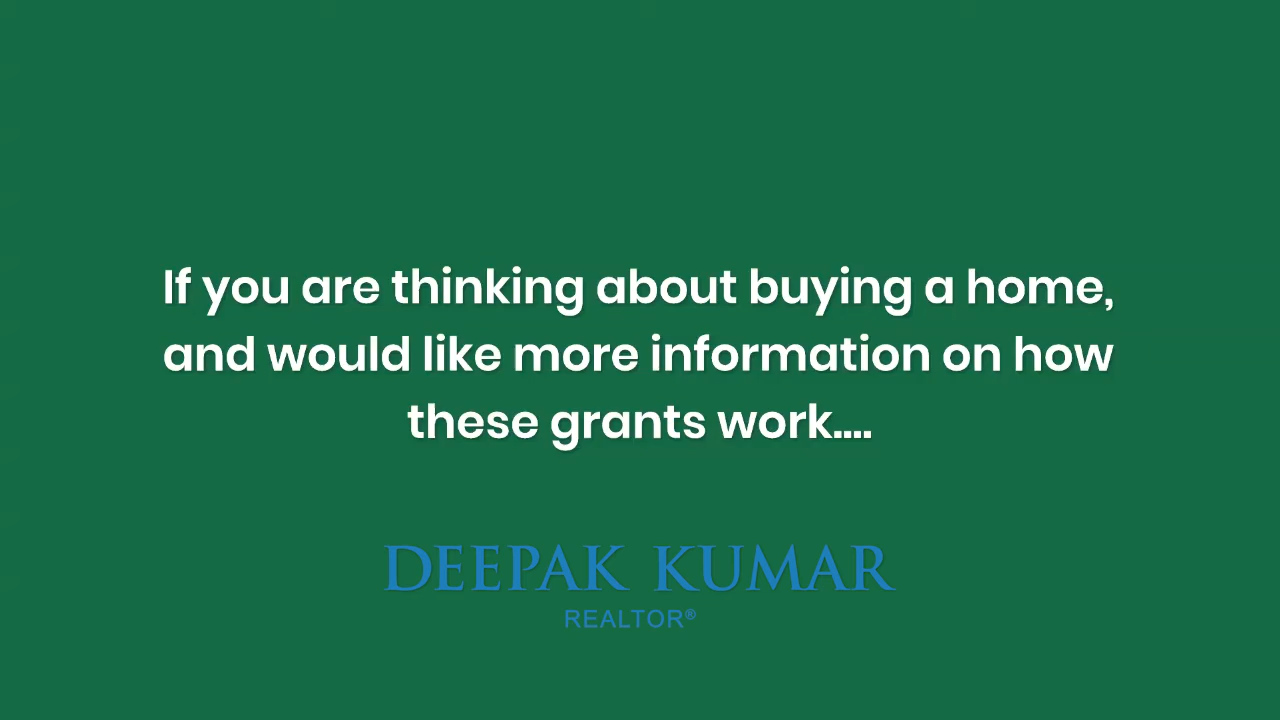 If you are thinking about buying a home,
and would like more information on how
these grants work....
DEEPAK KUMAR
REALTOR®